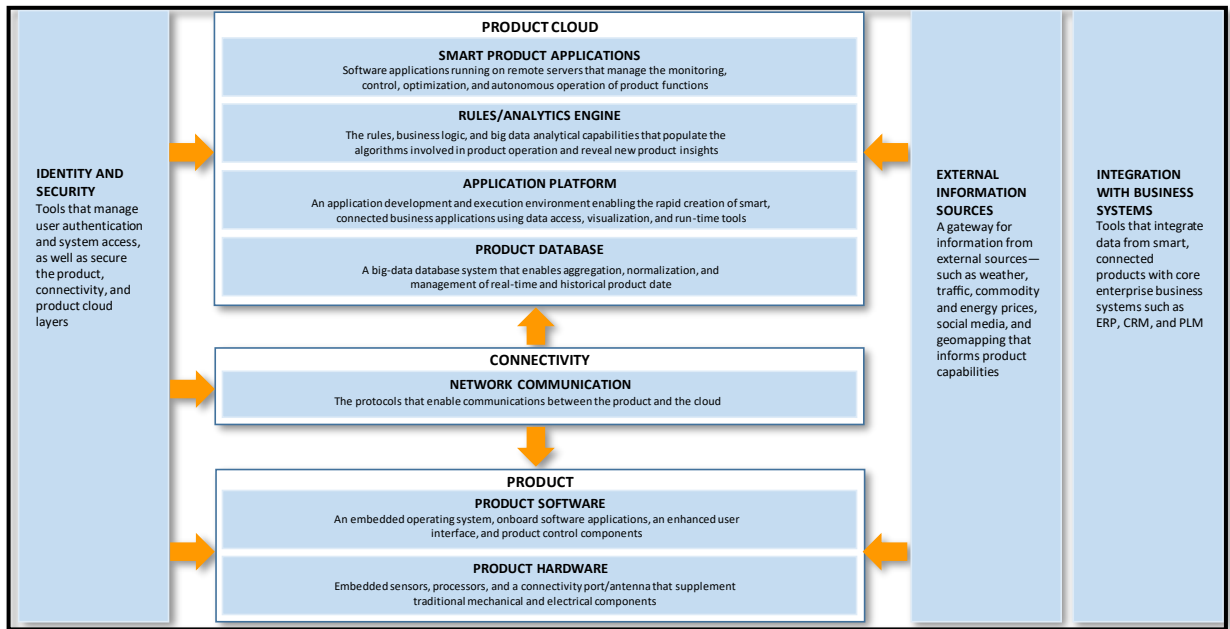 PRODUCT CLOUD
SMART PRODUCT APPLICATIONS
Software applications running on remote servers that manage the monitoring,
control, optimization, and autonomous operation of product functions
RULES/ANALYTICS ENGINE
The rules, business logic, and big data analytical capabilities that populate the
algorithms involved in product operation and reveal new product insights
APPLICATION PLATFORM
An application development and execution environment enabling the rapid creation of smart,
connected business applications using data access, visualization, and run-time tools
PRODUCT DATABASE
A big-data database system that enables aggregation, normalization, and
management of real-time and historical product date
IDENTITY AND
SECURITY
Tools that manage
user authentication
and system access,
as well as secure
the product,
connectivity, and
product cloud
layers
EXTERNAL
INFORMATION
SOURCES
A gateway for
information from
external sources—
such as weather,
traffic, commodity
and energy prices,
social media, and
geomapping that
informs product
capabilities
INTEGRATION
WITH BUSINESS
SYSTEMS
Tools that integrate
data from smart,
connected
products with core
enterprise business
systems such as
ERP, CRM, and PLM
CONNECTIVITY
NETWORK COMMUNICATION
The protocols that enable communications between the product and the cloud
PRODUCT
PRODUCT SOFTWARE
An embedded operating system, onboard software applications, an enhanced user
interface, and product control components
PRODUCT HARDWARE
Embedded sensors, processors, and a connectivity port/antenna that supplement
traditional mechanical and electrical components